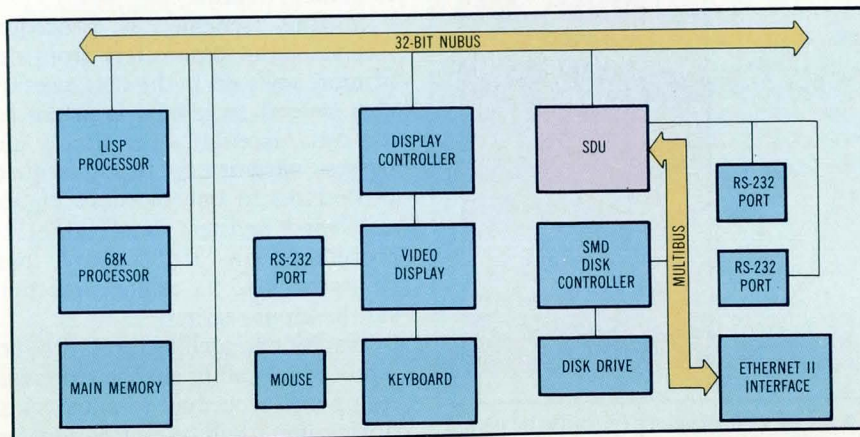 32-BIT NUBUS
LISP
PROCESSOR
DISPLAY
CONTROLLER
SDU
RS-232
PORT
68K
PROCESSOR
RS-232
PORT
VIDEO
DISPLAY
SMD
DISK
CONTROLLER
MULTIBUS
RS-232
PORT
MAIN MEMORY
MOUSE
KEYBOARD
DISK DRIVE
ETHERNET II
INTERFACE